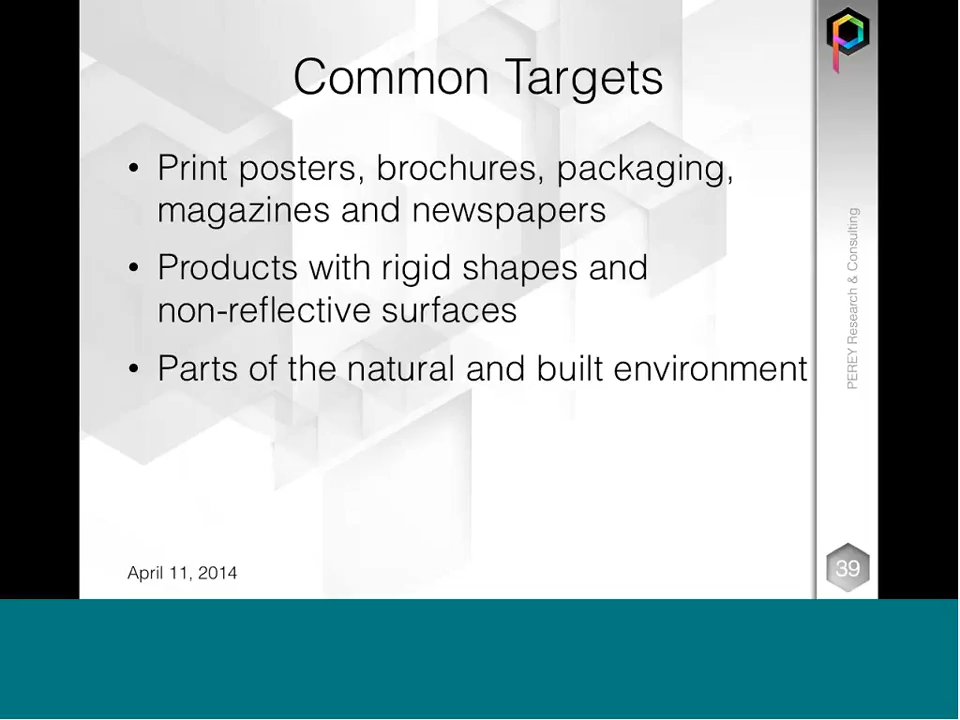 Common Targets
• Print posters, brochures, packaging,
magazines and newspapers
• Products with rigid shapes and
non-reflective surfaces
• Parts of the natural and built environment
PEREY Research & Consulting
April 11, 2014
39